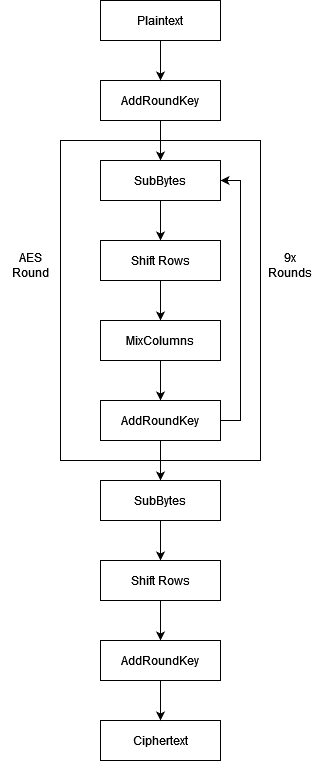 Plaintext
AddRoundKey
SubBytes
AES
Round
9x
Rounds
Shift Rows
MixColumns
AddRoundKey
SubBytes
Shift Rows
AddRoundKey
Ciphertext